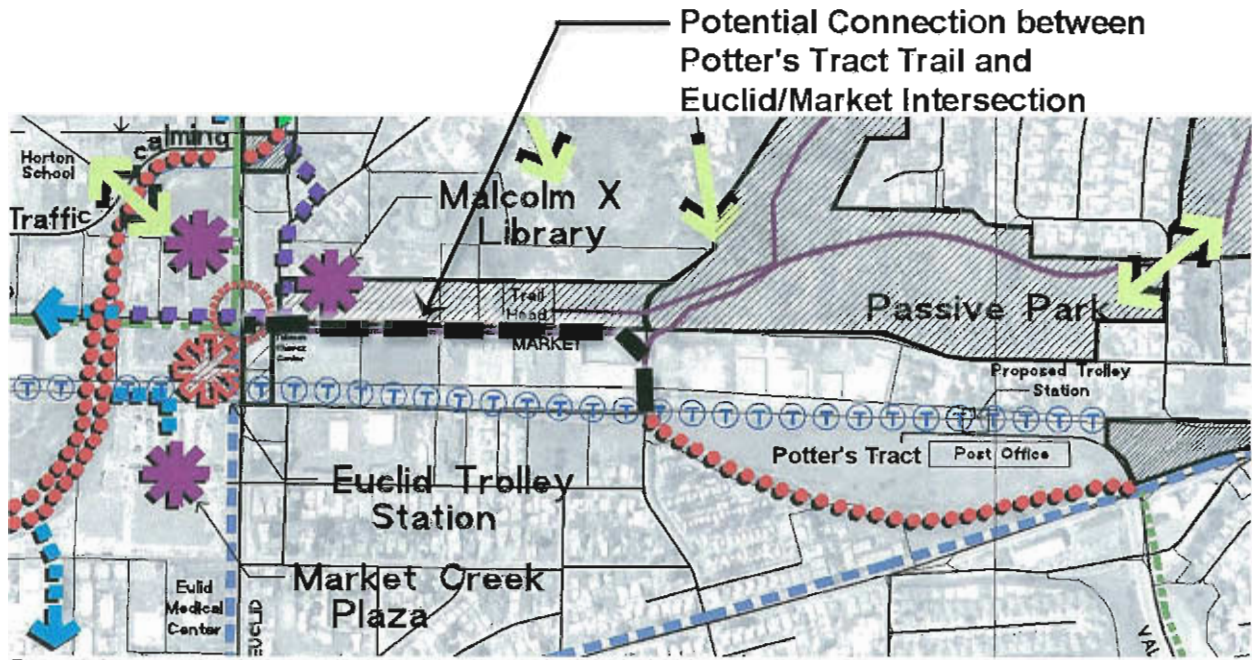 Potential Connection between
Potter's Tract Trail and
Euclid/Market Intersection
Calming
Horton
School
Traffic
Malcolm X
Library
Trail
Head
Passive Park
MARKET
Center
Proposed Trolley
Station
T T T T T T T T T T T T T T T T T T T T T T T T T T T T T
Potter's Tract
Post Office
Euclid Trolley
Station
Market Creek
Plaza
Eulid
Medical
Center
EUCLID
VAL